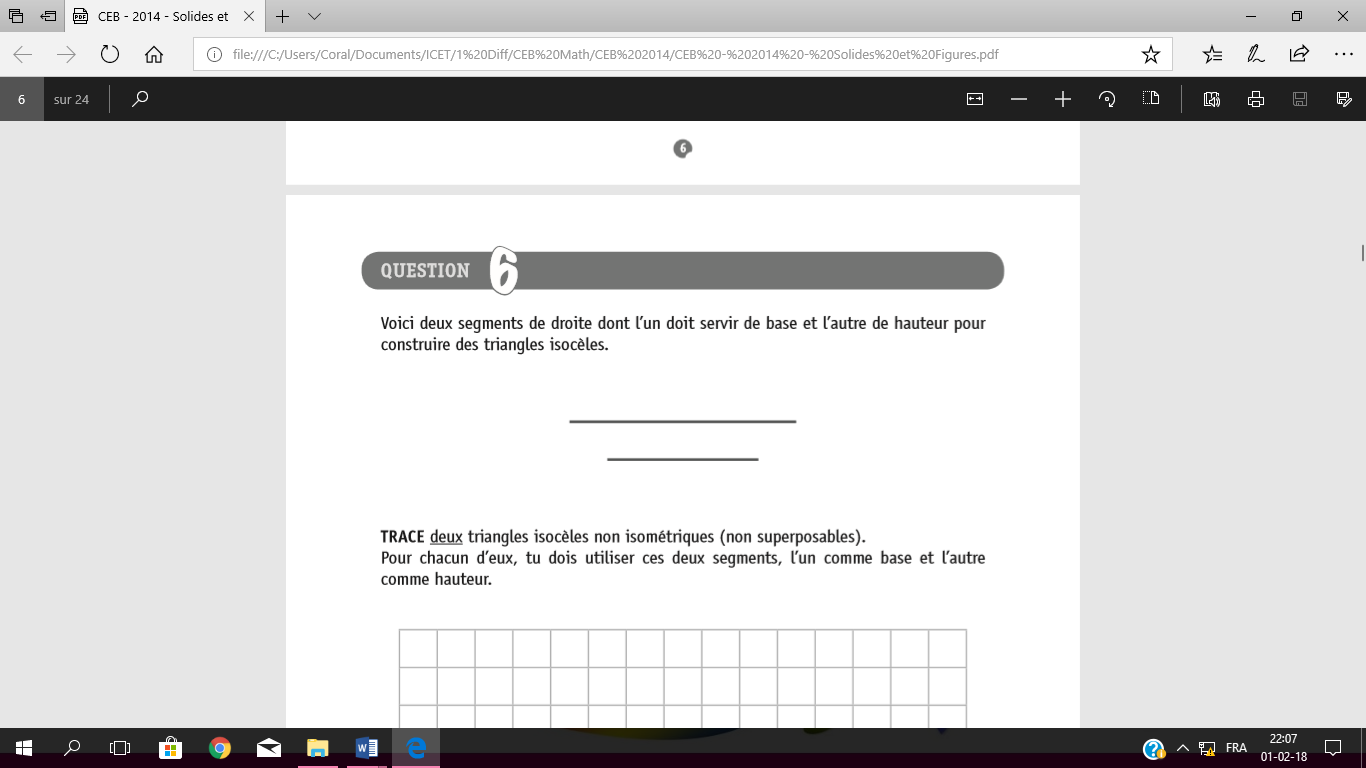 CEB - 2014 - Solides et
file:///C:/Users/Coral/Documents/ICET/1%20Diff/CEB%20Math/CEB%202014/CEB%20-%202014%20-%20Solides%20et%20Figures.pdf
6 sur 24
6
QUESTION 6
Voici deux segments de droite dont l'un doit servir de base et l'autre de hauteur pour
construire des triangles isocèles.
TRACE deux triangles isocèles non isométriques (non superposables).
Pour chacun d'eux, tu dois utiliser ces deux segments, l'un comme base et l'autre
comme hauteur.
FRA
22:07
01-02-18